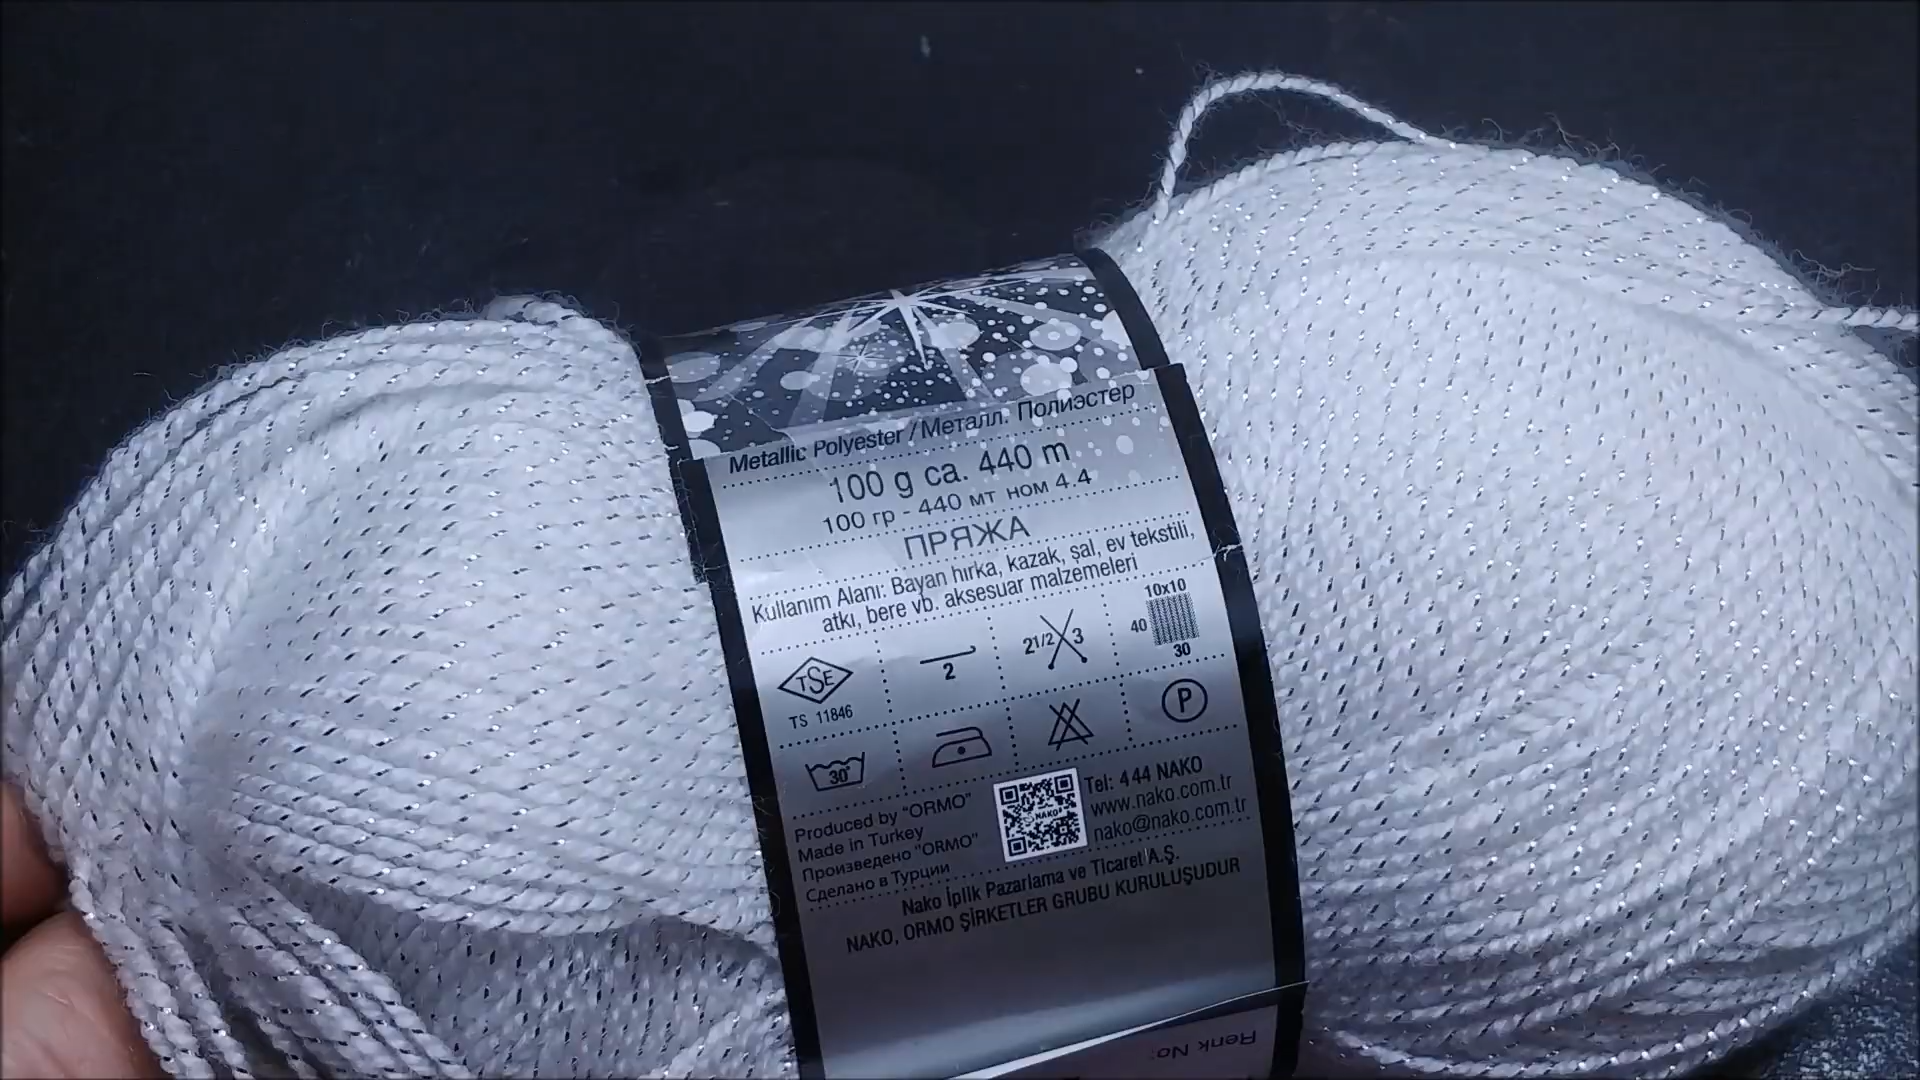 Metallic Polyester / Металл. Полиэстер
100 g ca. 440 m
100 гр - 440 мт ном 4.4
ПРЯЖА
Kullanım Alanı: Bayan hırka, kazak, şal, ev tekstili,
atkı, bere vb. aksesuar malzemeleri
10x10
40
30
2
2 1/2 3
TSE
TS 11846
30°
P
Produced by "ORMO"
Made in Turkey
Произведено "ORMO"
Сделано в Турции
NAKO
Tel: 444 NAKO
www.nako.com.tr
nako@nako.com.tr
Nako İplik Pazarlama ve Ticaret A.Ş.
NAKO, ORMO ŞİRKETLER GRUBU KURULUŞUDUR
Renk No: